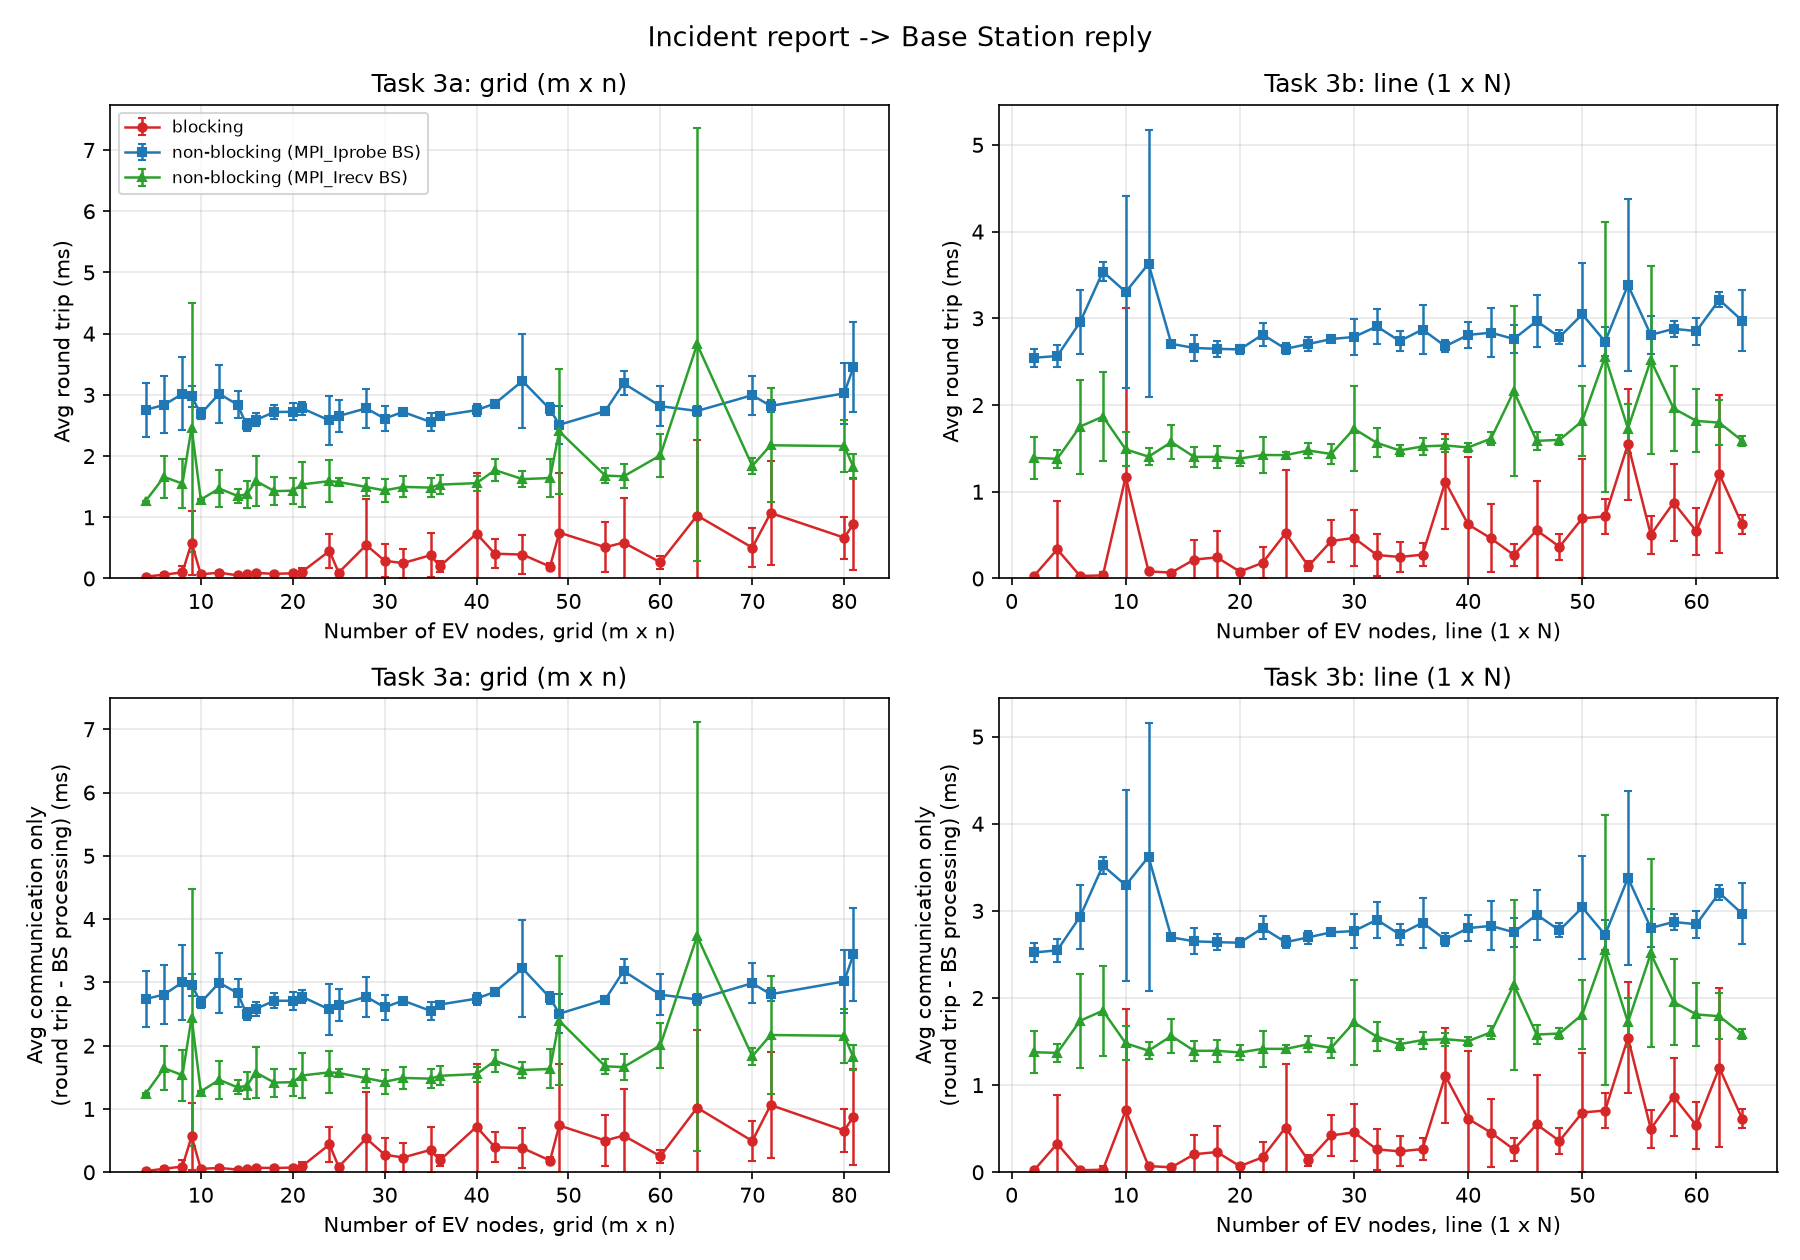 Incident report -> Base Station reply
Task 3a: grid (m x n)
blocking
non-blocking (MPI_Iprobe BS)
non-blocking (MPI_Irecv BS)
Avg round trip (ms)
7
6
5
4
3
2
1
0
10 20 30 40 50 60 70 80
Number of EV nodes, grid (m x n)
Task 3b: line (1 x N)
Avg round trip (ms)
5
4
3
2
1
0
0 10 20 30 40 50 60
Number of EV nodes, line (1 x N)
Task 3a: grid (m x n)
Avg communication only
(round trip - BS processing) (ms)
7
6
5
4
3
2
1
0
10 20 30 40 50 60 70 80
Number of EV nodes, grid (m x n)
Task 3b: line (1 x N)
Avg communication only
(round trip - BS processing) (ms)
5
4
3
2
1
0
0 10 20 30 40 50 60
Number of EV nodes, line (1 x N)